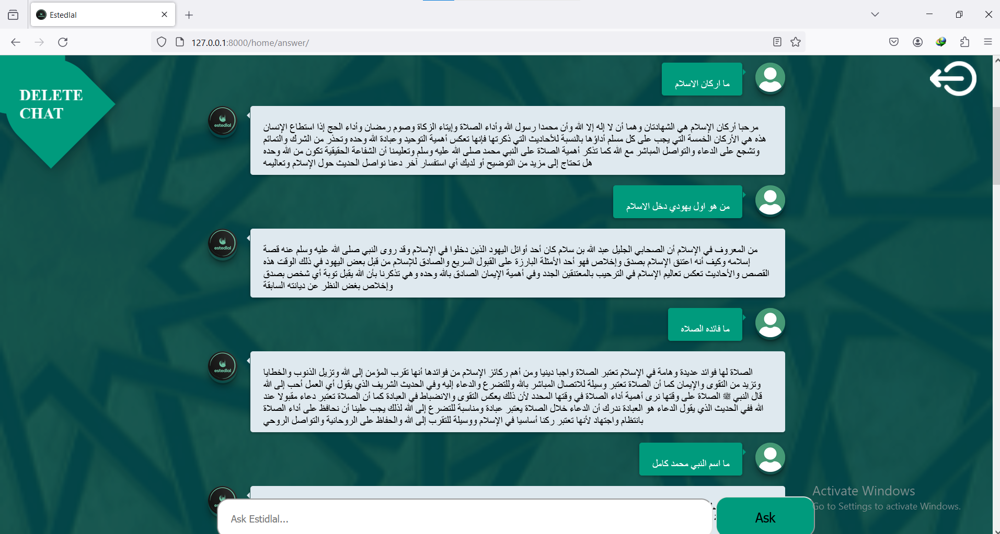 Estedlal
127.0.0.1:8000/home/answer/
DELETE
CHAT
ما اركان الاسلام
estedlal
مرحبا أركان الإسلام هي الشهادتان وهما أن لا إله إلا الله وأن محمدا رسول الله وأداء الصلاة وإيتاء الزكاة وصوم رمضان وأداء الحج إذا استطاع الإنسان
هذه هي الأركان الخمسة التي يجب على كل مسلم أداؤها بالنسبة للأحاديث التي ذكرتها فإنها تعكس أهمية التوحيد وعبادة الله وحده وتحذر من الشرك والتمائم
وتشجع على الدعاء والتواصل المباشر مع الله كما تذكر أهمية الصلاة على النبي محمد صلى الله عليه وسلم وتعليمنا أن الشفاعة الحقيقية تكون من الله وحده
هل تحتاج إلى مزيد من التوضيح أو لديك أي استفسار آخر دعنا نواصل الحديث حول الإسلام وتعاليمه
من هو اول يهودي دخل الاسلام
estedlal
من المعروف في الإسلام أن الصحابي الجليل عبد الله بن سلام كان أحد أوائل اليهود الذين دخلوا في الإسلام وقد روى النبي صلى الله عليه وسلم عنه قصة
إسلامه وكيف أنه اعتنق الإسلام بصدق وإخلاص فهو أحد الأمثلة البارزة على القبول السريع والصادق للإسلام من قبل بعض اليهود في ذلك الوقت هذه
القصص والأحاديث تعكس تعاليم الإسلام في الترحيب بالمعتنقين الجدد وفي أهمية الإيمان الصادق بالله وحده وهي تذكرنا بأن الله يقبل توبة أي شخص بصدق
وإخلاص بغض النظر عن ديانته السابقة
ما فائده الصلاه
estedlal
الصلاة لها فوائد عديدة وهامة في الإسلام تعتبر الصلاة واجبا دينيا ومن أهم ركائز الإسلام من فوائدها أنها تقرب المؤمن إلى الله وتزيل الذنوب والخطايا
وتزيد من التقوى والإيمان كما أن الصلاة تعتبر وسيلة للاتصال المباشر بالله وللتضرع والدعاء إليه وفي الحديث الشريف الذي يقول أي العمل أحب إلى الله
قال النبي ﷺ الصلاة على وقتها نرى أهمية أداء الصلاة في وقتها المحدد لأن ذلك يعكس التقوى والانضباط في العبادة كما أن الصلاة تعتبر دعاء مقبولا عند
الله ففي الحديث الذي يقول الدعاء هو العبادة ندرك أن الدعاء خلال الصلاة يعتبر عبادة ومناسبة للتضرع إلى الله لذلك يجب علينا أن نحافظ على أداء الصلاة
بانتظام واجتهاد لأنها تعتبر ركنا أساسيا في الإسلام ووسيلة للتقرب إلى الله والحفاظ على الروحانية والتواصل الروحي
ما اسم النبي محمد كامل
Ask Estidlal...
Ask
Activate Windows
Go to Settings to activate Windows.